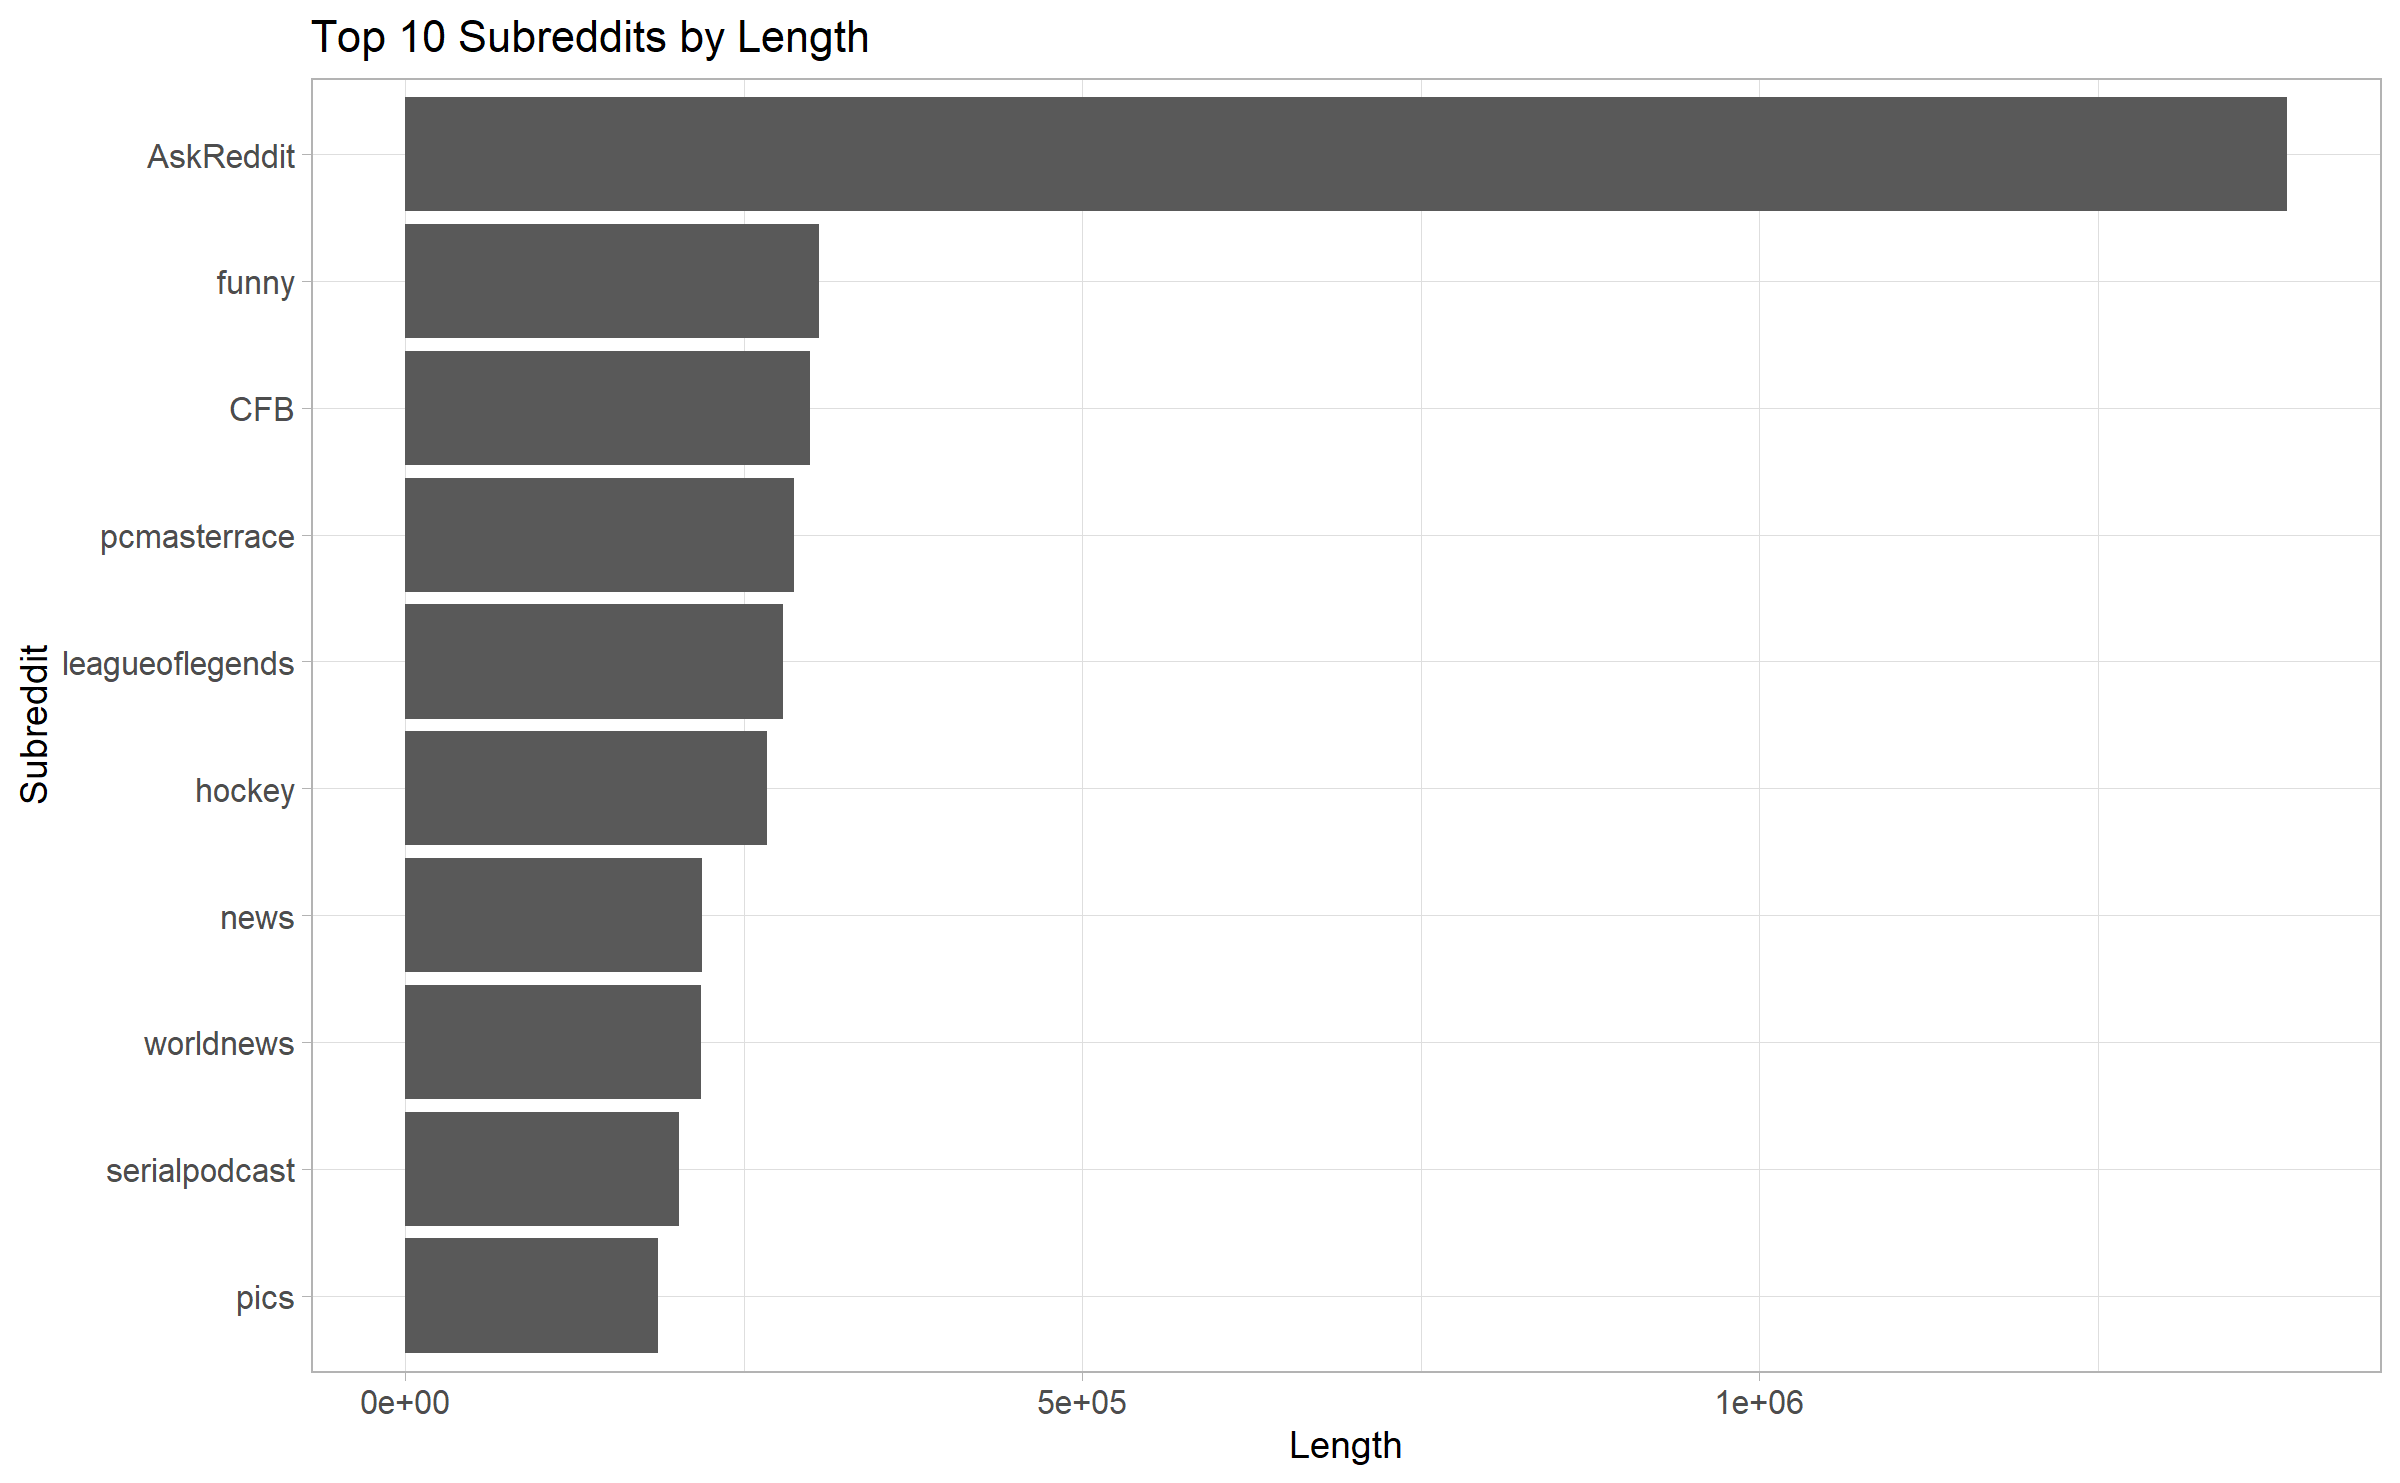 Top 10 Subreddits by Length
Subreddit
AskReddit
funny
CFB
pcmasterrace
leagueoflegends
hockey
news
worldnews
serialpodcast
pics
0e+00 5e+05 1e+06
Length